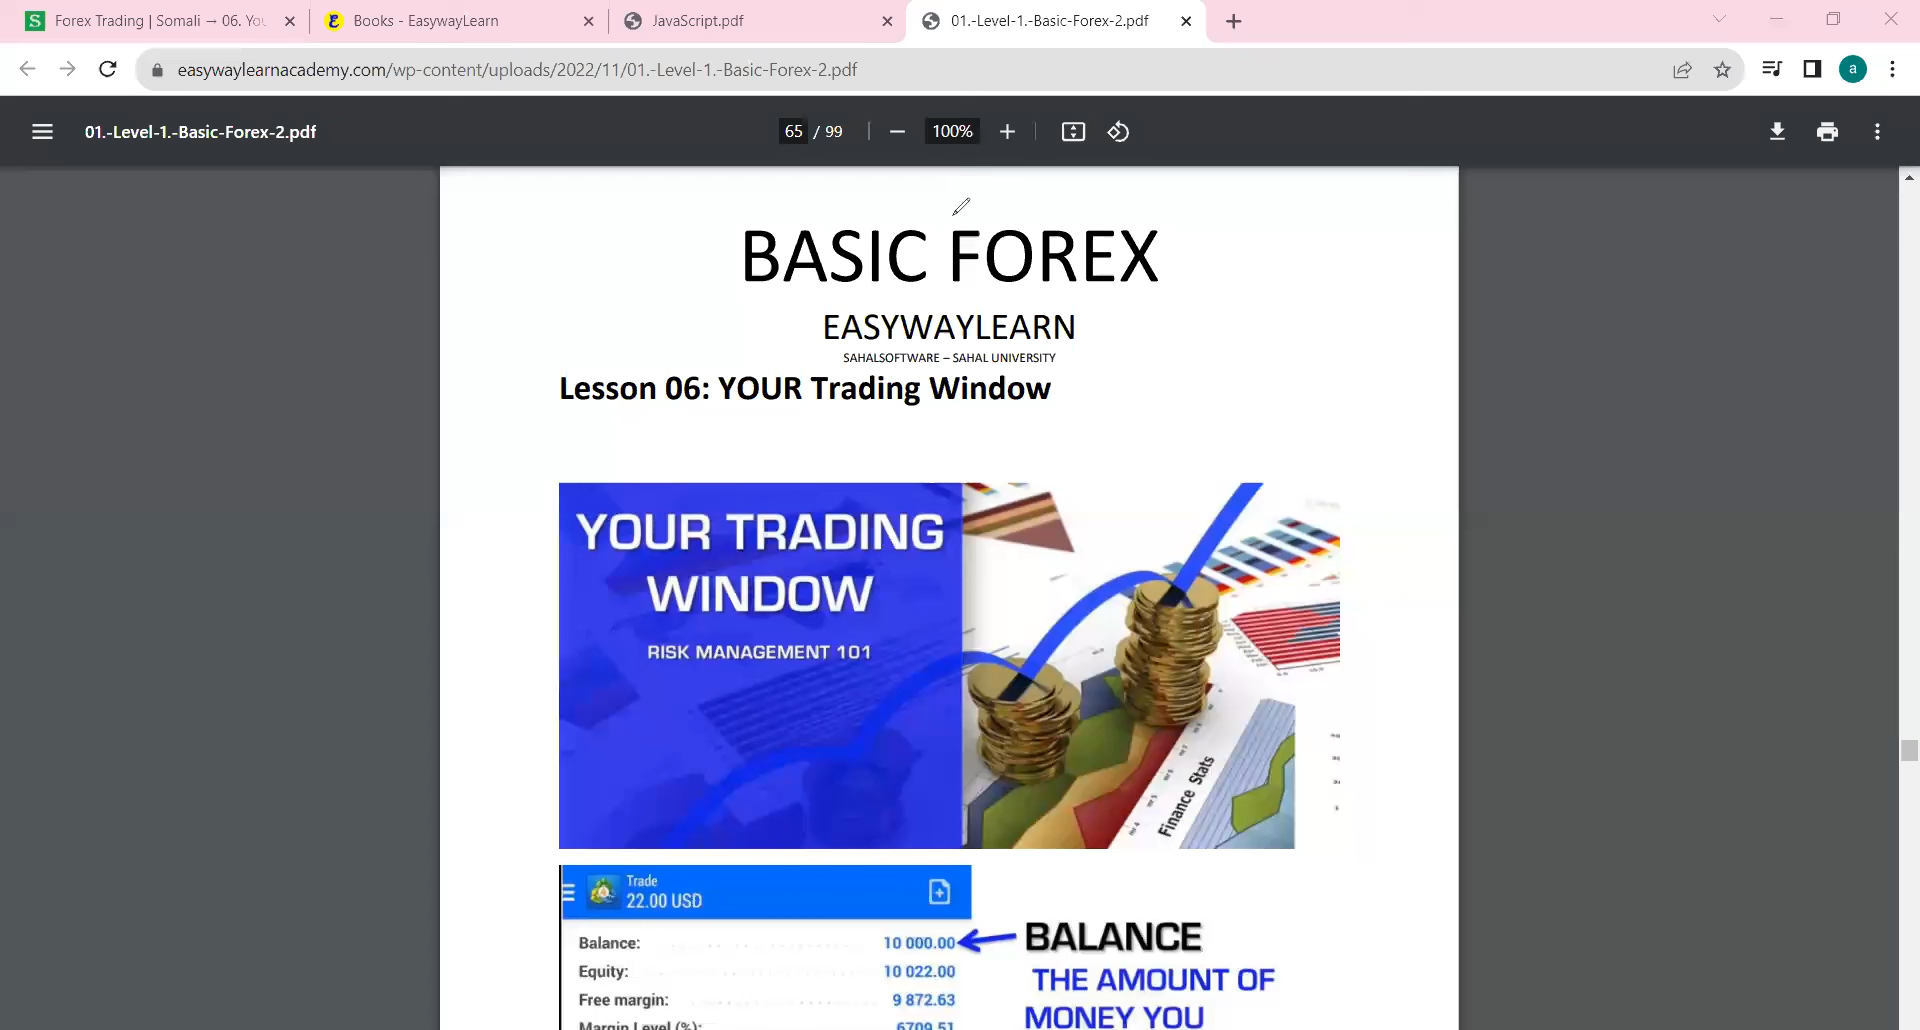 Forex Trading | Somali → 06. You
Books - EasywayLearn
JavaScript.pdf
01.-Level-1.-Basic-Forex-2.pdf
easywaylearnacademy.com/wp-content/uploads/2022/11/01.-Level-1.-Basic-Forex-2.pdf
a
01.-Level-1.-Basic-Forex-2.pdf
65 / 99
100%
BASIC FOREX
EASYWAYLEARN
SAHALSOFTWARE – SAHAL UNIVERSITY
Lesson 06: YOUR Trading Window
YOUR TRADING
WINDOW
RISK MANAGEMENT 101
Finance Stats
Trade
22.00 USD
Balance: 10 000.00
BALANCE
Equity: 10 022.00
THE AMOUNT OF
Free margin: 9 872.63
MONEY YOU
Margin Level (%): 6709.51